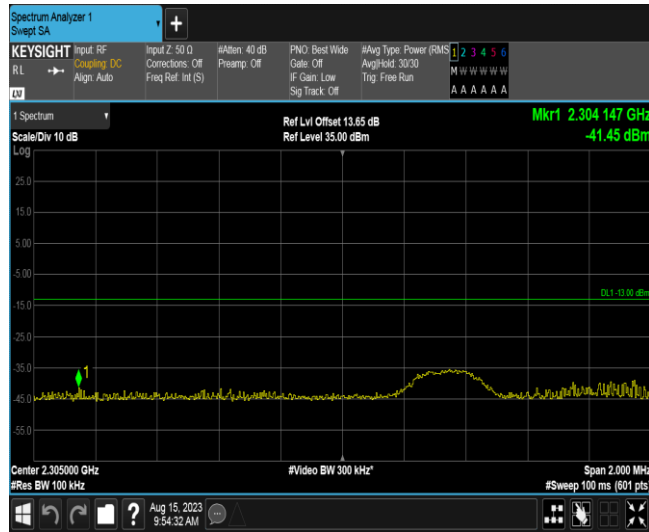 Spectrum Analyzer 1
Swept SA
+
KEYSIGHT
RL
LXI
Input: RF
Coupling: DC
Align: Auto
Input Z: 50 Ω
Corrections: Off
Freq Ref: Int (S)
#Atten: 40 dB
Preamp: Off
PNO: Best Wide
Gate: Off
IF Gain: Low
Sig Track: Off
#Avg Type: Power (RMS
Avg|Hold: 30/30
Trig: Free Run
1 2 3 4 5 6
M W W W W W
A A A A A A
1 Spectrum
Scale/Div 10 dB
Ref Lvl Offset 13.65 dB
Ref Level 35.00 dBm
Mkr1 2.304 147 GHz
-41.45 dBm
Log
25.0
15.0
5.00
-5.00
DL1 -13.00 dBm
-15.0
-25.0
-35.0
1
-45.0
-55.0
Center 2.305000 GHz
#Res BW 100 kHz
#Video BW 300 kHz*
Span 2.000 MHz
#Sweep 100 ms (601 pts)
?
Aug 15, 2023
9:54:32 AM